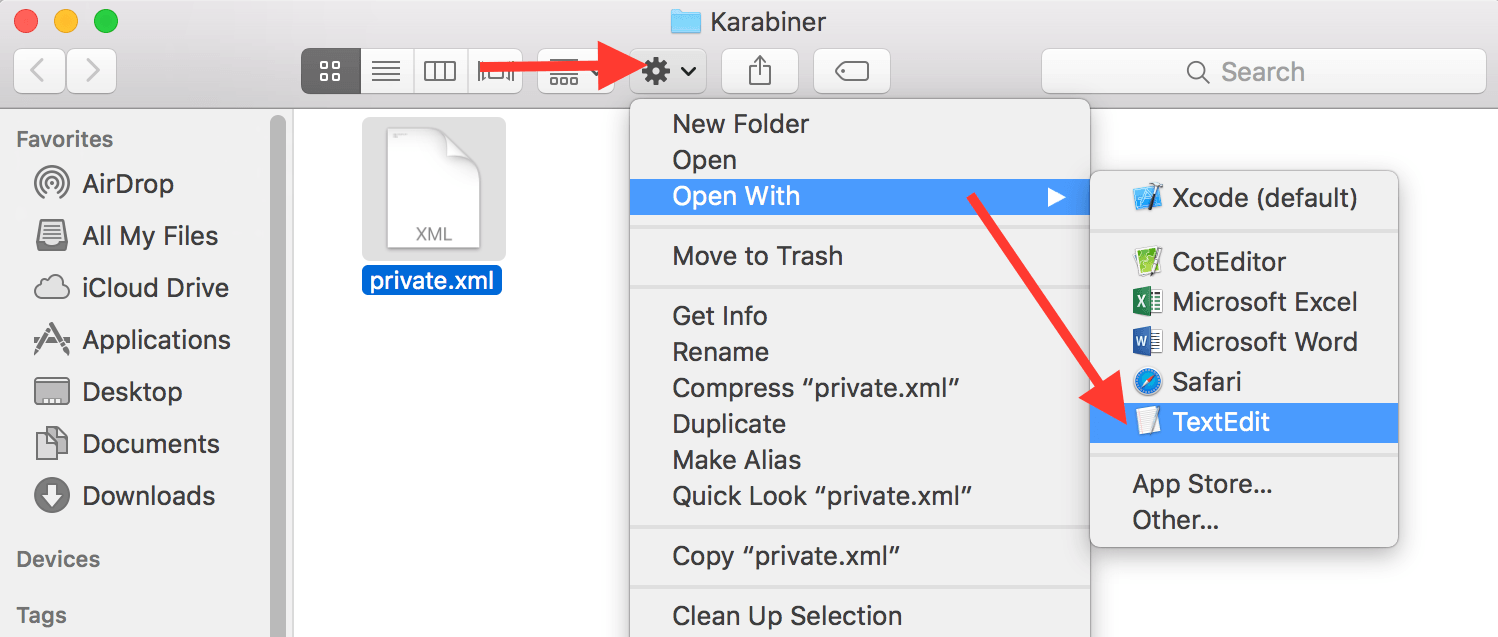 Karabiner
Search
Favorites
AirDrop
All My Files
iCloud Drive
Applications
Desktop
Documents
Downloads
Devices
Tags
XML
private.xml
New Folder
Open
Open With
Move to Trash
Get Info
Rename
Compress “private.xml”
Duplicate
Make Alias
Quick Look “private.xml”
Copy “private.xml”
Clean Up Selection
Xcode (default)
CotEditor
Microsoft Excel
Microsoft Word
Safari
TextEdit
App Store...
Other...